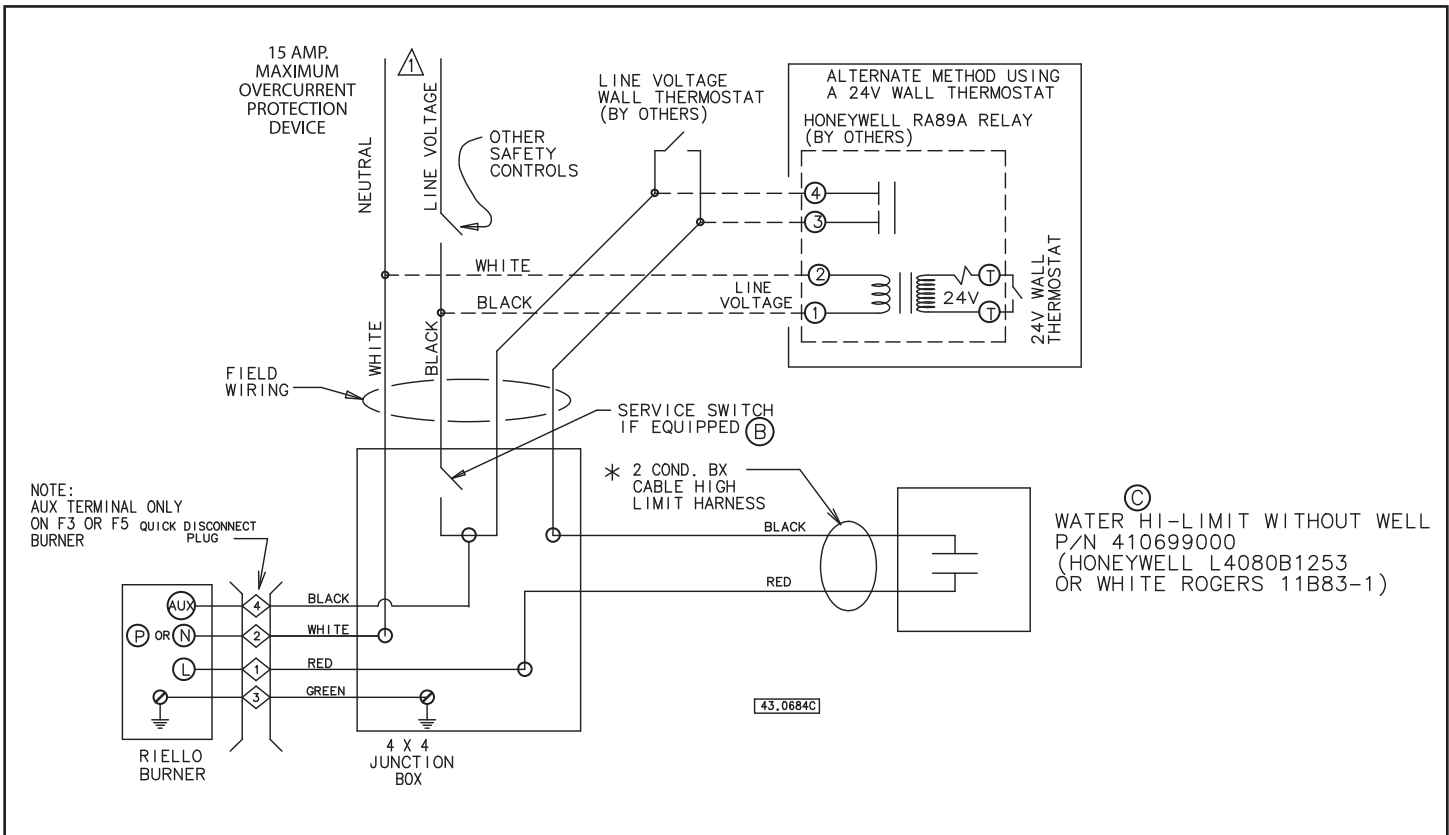 15 AMP.
MAXIMUM
OVERCURRENT
PROTECTION
DEVICE
1
NEUTRAL
LINE VOLTAGE
OTHER
SAFETY
CONTROLS
LINE VOLTAGE
WALL THERMOSTAT
(BY OTHERS)
ALTERNATE METHOD USING
A 24V WALL THERMOSTAT
HONEYWELL RA89A RELAY
(BY OTHERS)
4
3
2
1
WHITE
BLACK
LINE
VOLTAGE
24V
T
T
24V WALL
THERMOSTAT
WHITE
BLACK
FIELD
WIRING
SERVICE SWITCH
IF EQUIPPED B
* 2 COND. BX
CABLE HIGH
LIMIT HARNESS
BLACK
RED
C
WATER HI-LIMIT WITHOUT WELL
P/N 410699000
(HONEYWELL L4080B1253
OR WHITE ROGERS 11B83-1)
NOTE:
AUX TERMINAL ONLY
ON F3 OR F5
BURNER
QUICK DISCONNECT
PLUG
AUX 4 BLACK
P OR N 2 WHITE
L 1 RED
3 GREEN
RIELLO
BURNER
4 X 4
JUNCTION
BOX
43.0684C